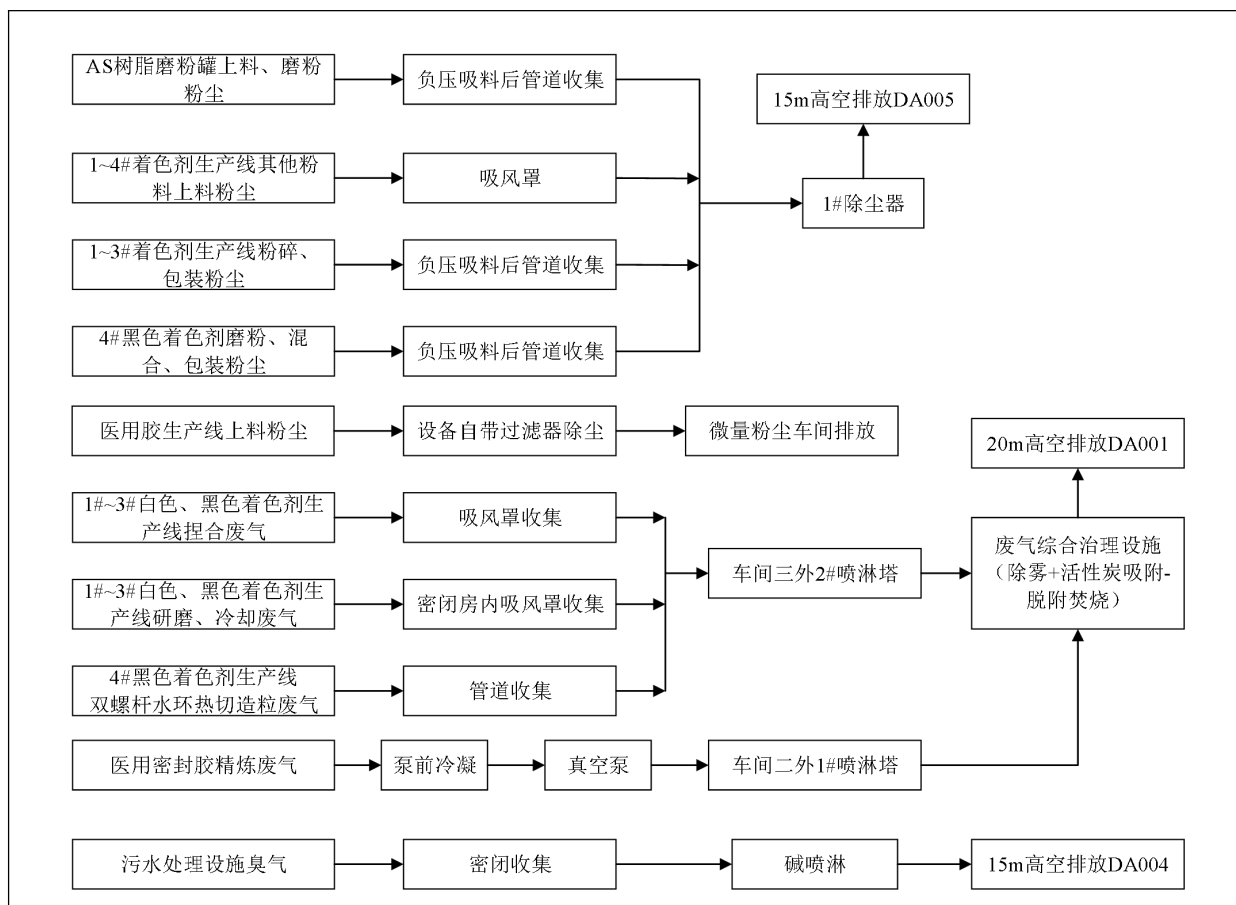 AS树脂磨粉罐上料、磨粉
粉尘
负压吸料后管道收集
15m高空排放DA005
1~4#着色剂生产线其他粉
料上料粉尘
吸风罩
1#除尘器
1~3#着色剂生产线粉碎、
包装粉尘
负压吸料后管道收集
4#黑色着色剂磨粉、混
合、包装粉尘
负压吸料后管道收集
医用胶生产线上料粉尘
设备自带过滤器除尘
微量粉尘车间排放
20m高空排放DA001
1#~3#白色、黑色着色剂生
产线捏合废气
吸风罩收集
车间三外2#喷淋塔
废气综合治理设施
（除雾+活性炭吸附-
脱附焚烧）
1#~3#白色、黑色着色剂生
产线研磨、冷却废气
密闭房内吸风罩收集
4#黑色着色剂生产线
双螺杆水环热切造粒废气
管道收集
医用密封胶精炼废气
泵前冷凝
真空泵
车间二外1#喷淋塔
污水处理设施臭气
密闭收集
碱喷淋
15m高空排放DA004